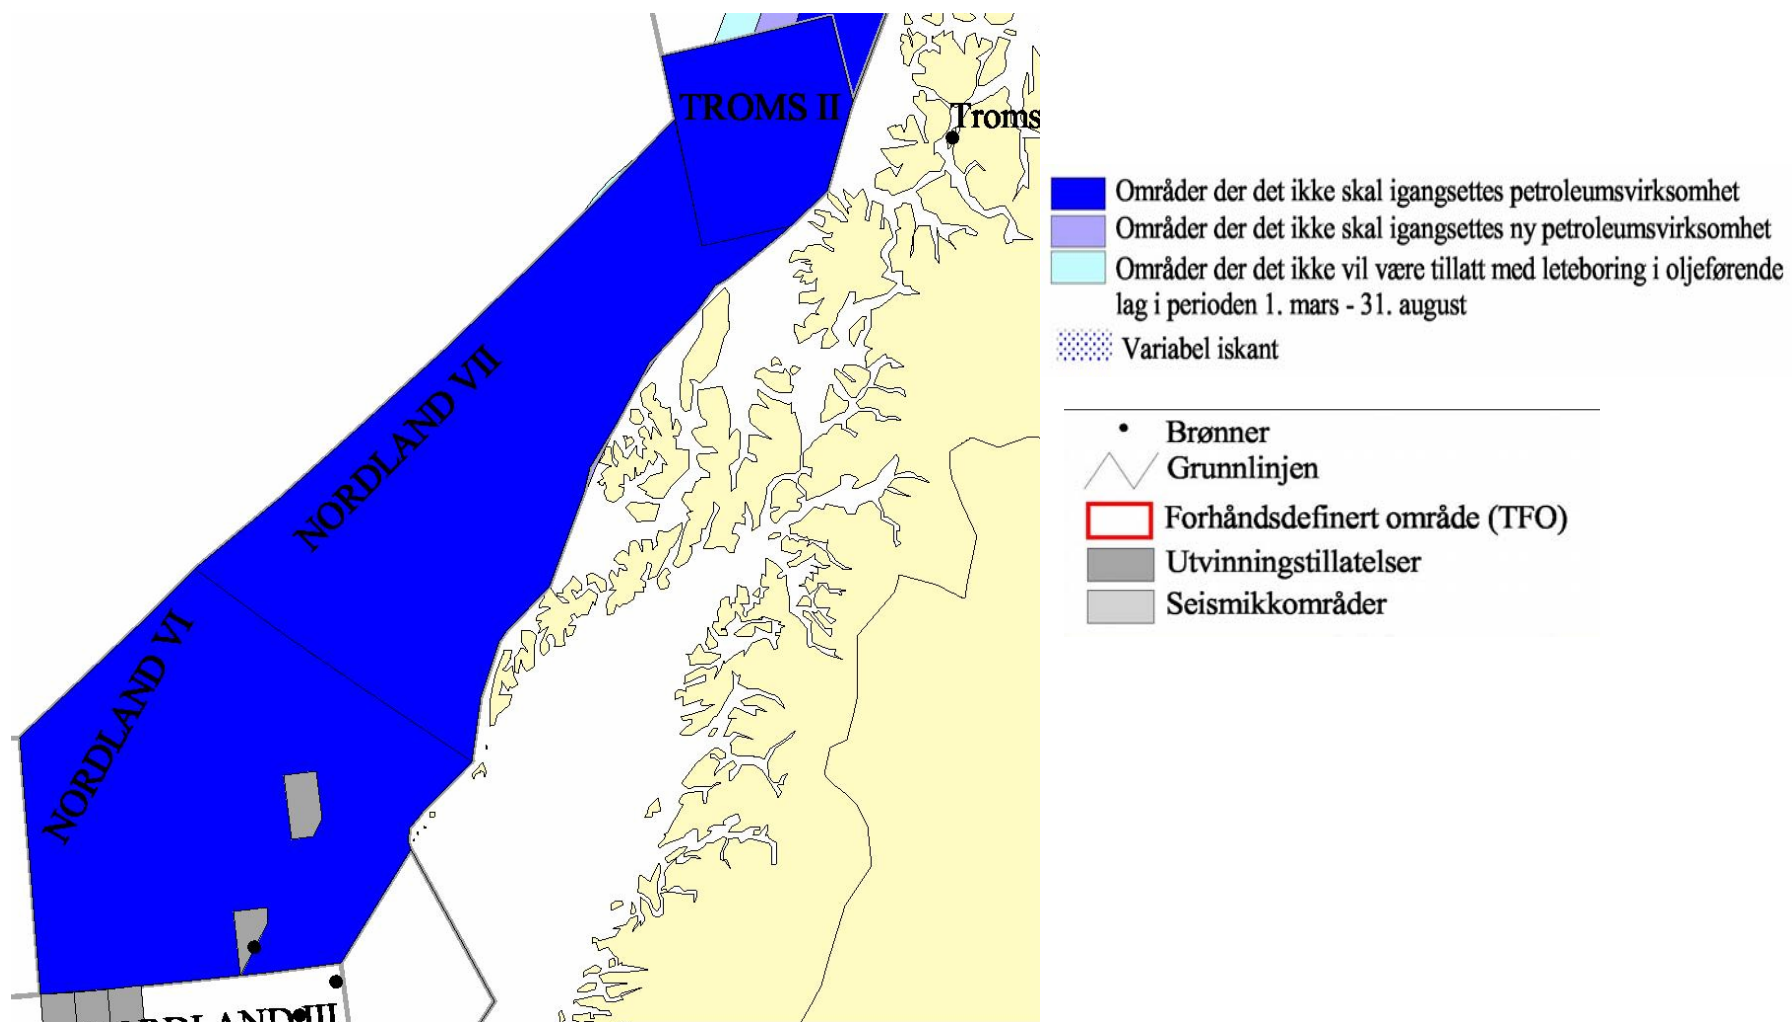 TROMS II
Troms
NORDLAND VII
NORDLAND VI
III
Områder der det ikke skal igangsettes petroleumsvirksomhet
Områder der det ikke skal igangsettes ny petroleumsvirksomhet
Områder der det ikke vil være tillatt med leteboring i oljeførende
lag i perioden 1. mars - 31. august
Variabel iskant
Brønner
Grunnlinjen
Forhåndsdefinert område (TFO)
Utvinningstillatelser
Seismikkområder